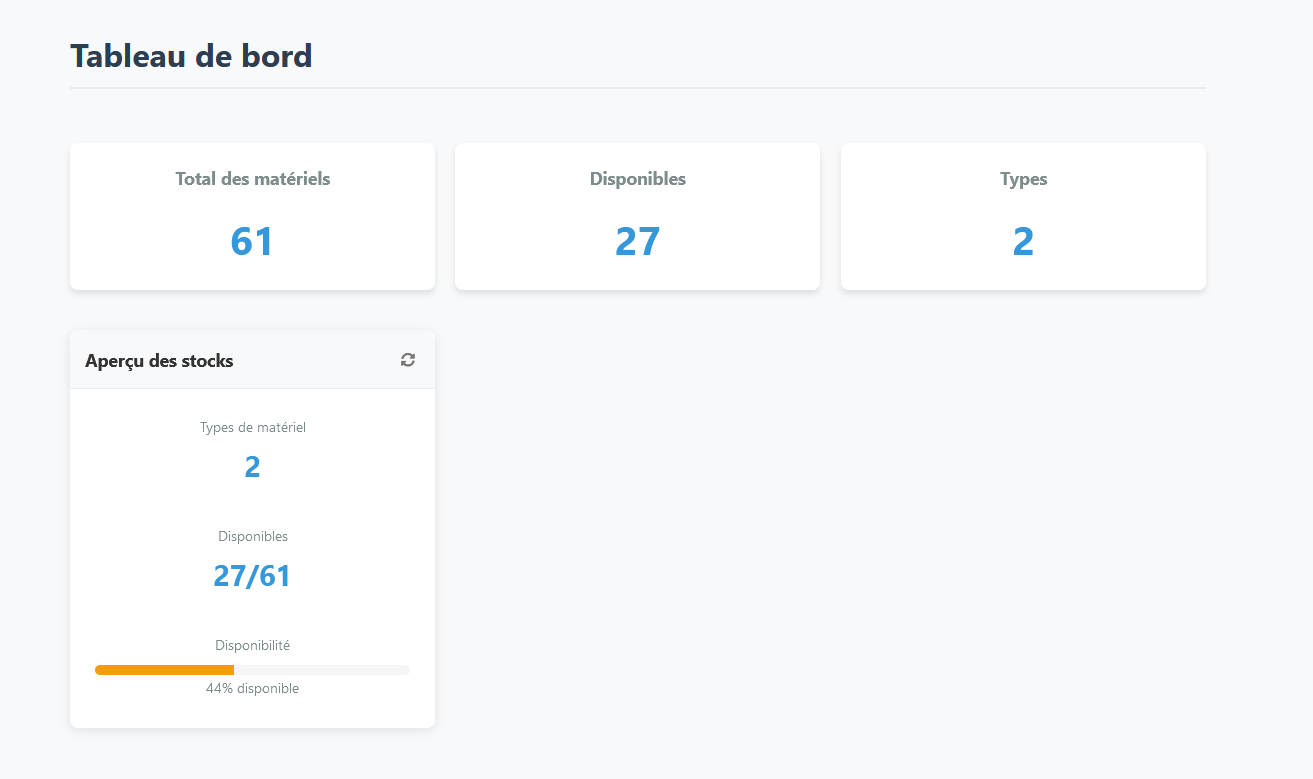 Tableau de bord
Total des matériels
61
Disponibles
27
Types
2
Aperçu des stocks
Types de matériel
2
Disponibles
27/61
Disponibilité
44% disponible